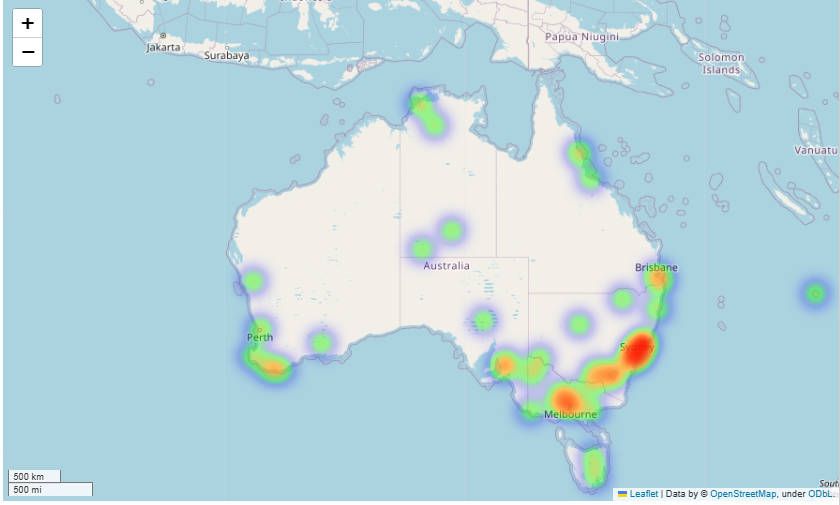 +
−
Jakarta
Surabaya
Papua Niugini
Solomon
Islands
Vanuatu
Australia
Brisbane
Perth
Melbourne
500 km
500 mi
Leaflet | Data by © OpenStreetMap, under ODbL.